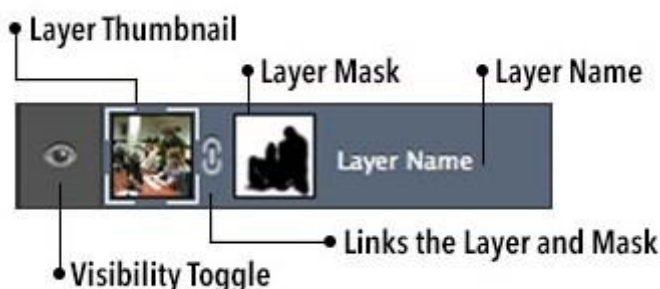 Layer Thumbnail
Layer Mask
Layer Name
Layer Name
Links the Layer and Mask
Visibility Toggle